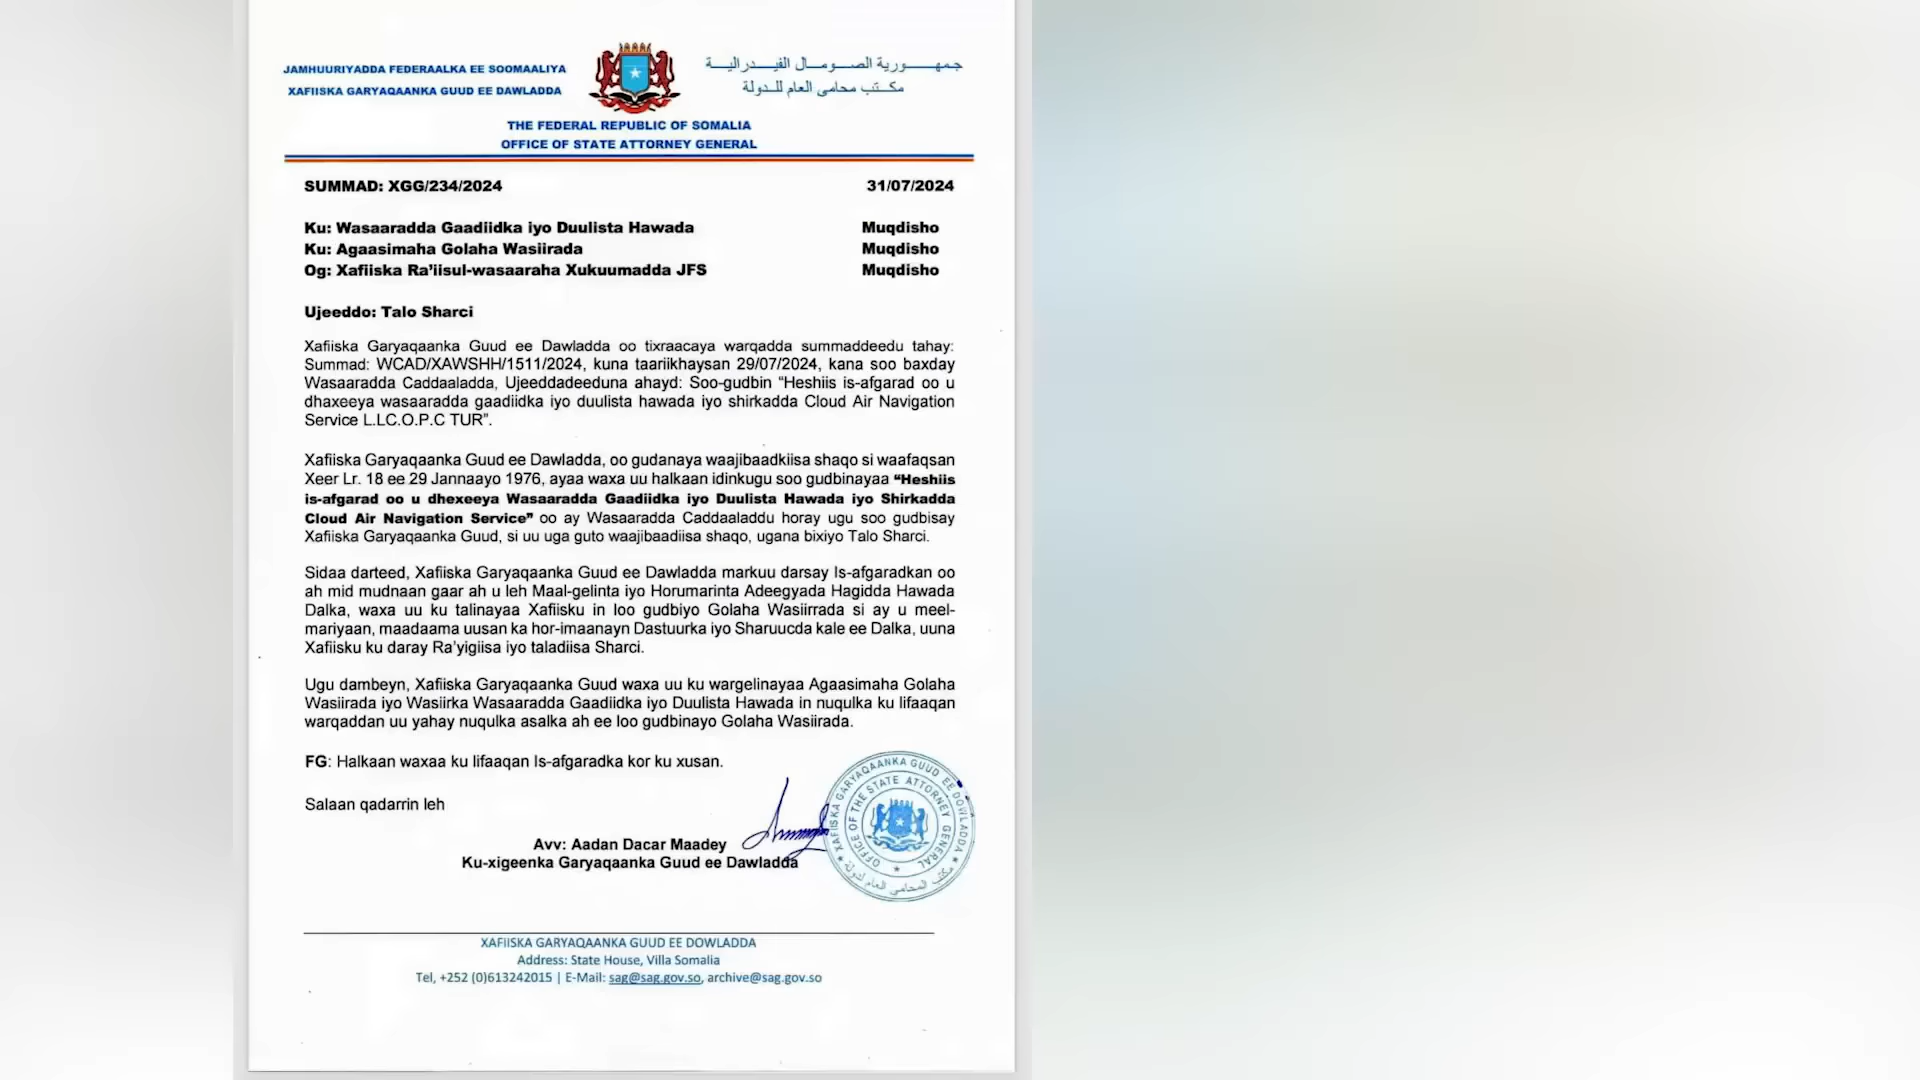 JAMHUURIYADDA FEDERAALKA EE SOOMAALIYA
XAFIISKA GARYAQAANKA GUUD EE DAWLADDA
جمهورية الصومال الفيدرالية
مكتب محامى العام للدولة
THE FEDERAL REPUBLIC OF SOMALIA
OFFICE OF STATE ATTORNEY GENERAL
SUMMAD: XGG/234/2024 31/07/2024
Ku: Wasaaradda Gaadiidka iyo Duulista Hawada Muqdisho
Ku: Agaasimaha Golaha Wasiirada Muqdisho
Og: Xafiiska Ra'iisul-wasaaraha Xukuumadda JFS Muqdisho
Ujeeddo: Talo Sharci
Xafiiska Garyaqaanka Guud ee Dawladda oo tixraacaya warqadda summaddeedu tahay:
Summad: WCAD/XAWSHH/1511/2024, kuna taariikhaysan 29/07/2024, kana soo baxday
Wasaaradda Caddaaladda, Ujeeddadeeduna ahayd: Soo-gudbin “Heshiis is-afgarad oo u
dhaxeeya wasaaradda gaadiidka iyo duulista hawada iyo shirkadda Cloud Air Navigation
Service L.LC.O.P.C TUR”.
Xafiiska Garyaqaanka Guud ee Dawladda, oo gudanaya waajibaadkiisa shaqo si waafaqsan
Xeer Lr. 18 ee 29 Jannaayo 1976, ayaa waxa uu halkaan idinkugu soo gudbinayaa “Heshiis
is-afgarad oo u dhexeeya Wasaaradda Gaadiidka iyo Duulista Hawada iyo Shirkadda
Cloud Air Navigation Service” oo ay Wasaaradda Caddaaladdu horay ugu soo gudbisay
Xafiiska Garyaqaanka Guud, si uu uga guto waajibaadiisa shaqo, ugana bixiyo Talo Sharci.
Sidaa darteed, Xafiiska Garyaqaanka Guud ee Dawladda markuu darsay Is-afgaradkan oo
ah mid mudnaan gaar ah u leh Maal-gelinta iyo Horumarinta Adeegyada Hagidda Hawada
Dalka, waxa uu ku talinayaa Xafiisku in loo gudbiyo Golaha Wasiirrada si ay u meel-
mariyaan, maadaama uusan ka hor-imaanayn Dastuurka iyo Sharuucda kale ee Dalka, uuna
Xafiisku ku daray Ra'yigiisa iyo taladiisa Sharci.
Ugu dambeyn, Xafiiska Garyaqaanka Guud waxa uu ku wargelinayaa Agaasimaha Golaha
Wasiirada iyo Wasiirka Wasaaradda Gaadiidka iyo Duulista Hawada in nuqulka ku lifaaqan
warqaddan uu yahay nuqulka asalka ah ee loo gudbinayo Golaha Wasiirada.
FG: Halkaan waxaa ku lifaaqan Is-afgaradka kor ku xusan.
Salaan qadarrin leh
Avv: Aadan Dacar Maadey
Ku-xigeenka Garyaqaanka Guud ee Dawladda
XAFIISKA GARYAQAANKA GUUD EE DOWLADDA
OFFICE OF THE STATE ATTORNEY GENERAL
مكتب المحامي العام لدولة
XAFIISKA GARYAQAANKA GUUD EE DOWLADDA
Address: State House, Villa Somalia
Tel, +252 (0)613242015 | E-Mail: sag@sag.gov.so, archive@sag.gov.so